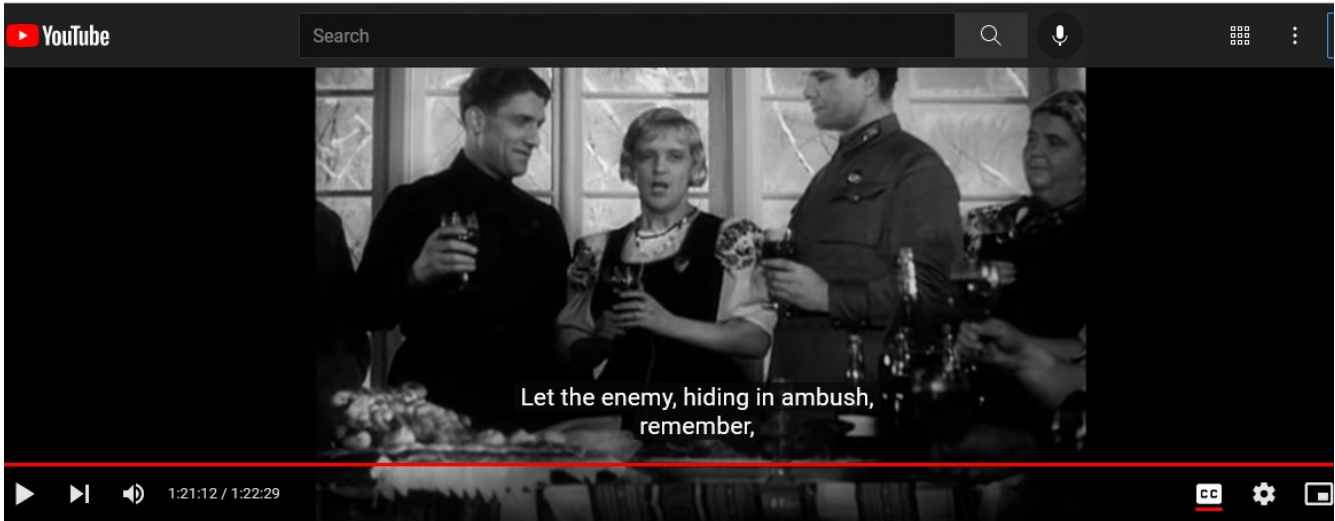 YouTube
Search
Let the enemy, hiding in ambush,
remember,
1:21:12 / 1:22:29
CC